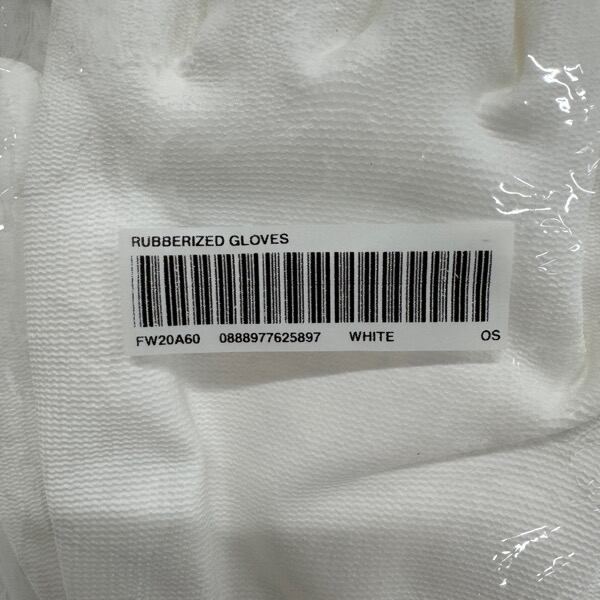 RUBBERIZED GLOVES
FW20A60 0888977625897 WHITE OS